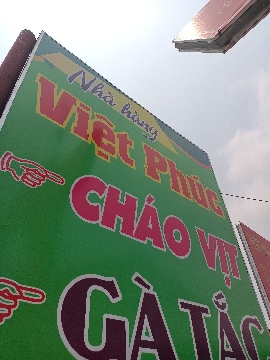 Nhà hàng
Việt Phúc
CHÁO VỊT
GÀ TẮC